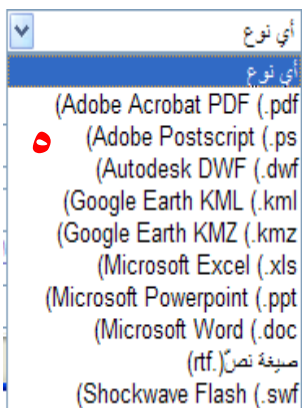 أي نوع
أي نوع
(Adobe Acrobat PDF (.pdf
(Adobe Postscript (.ps
٥
(Autodesk DWF (.dwf
(Google Earth KML (.kml
(Google Earth KMZ (.kmz
(Microsoft Excel (.xls
(Microsoft Powerpoint (.ppt
(Microsoft Word (.doc
صيغة نصّ(.rtf)
(Shockwave Flash (.swf